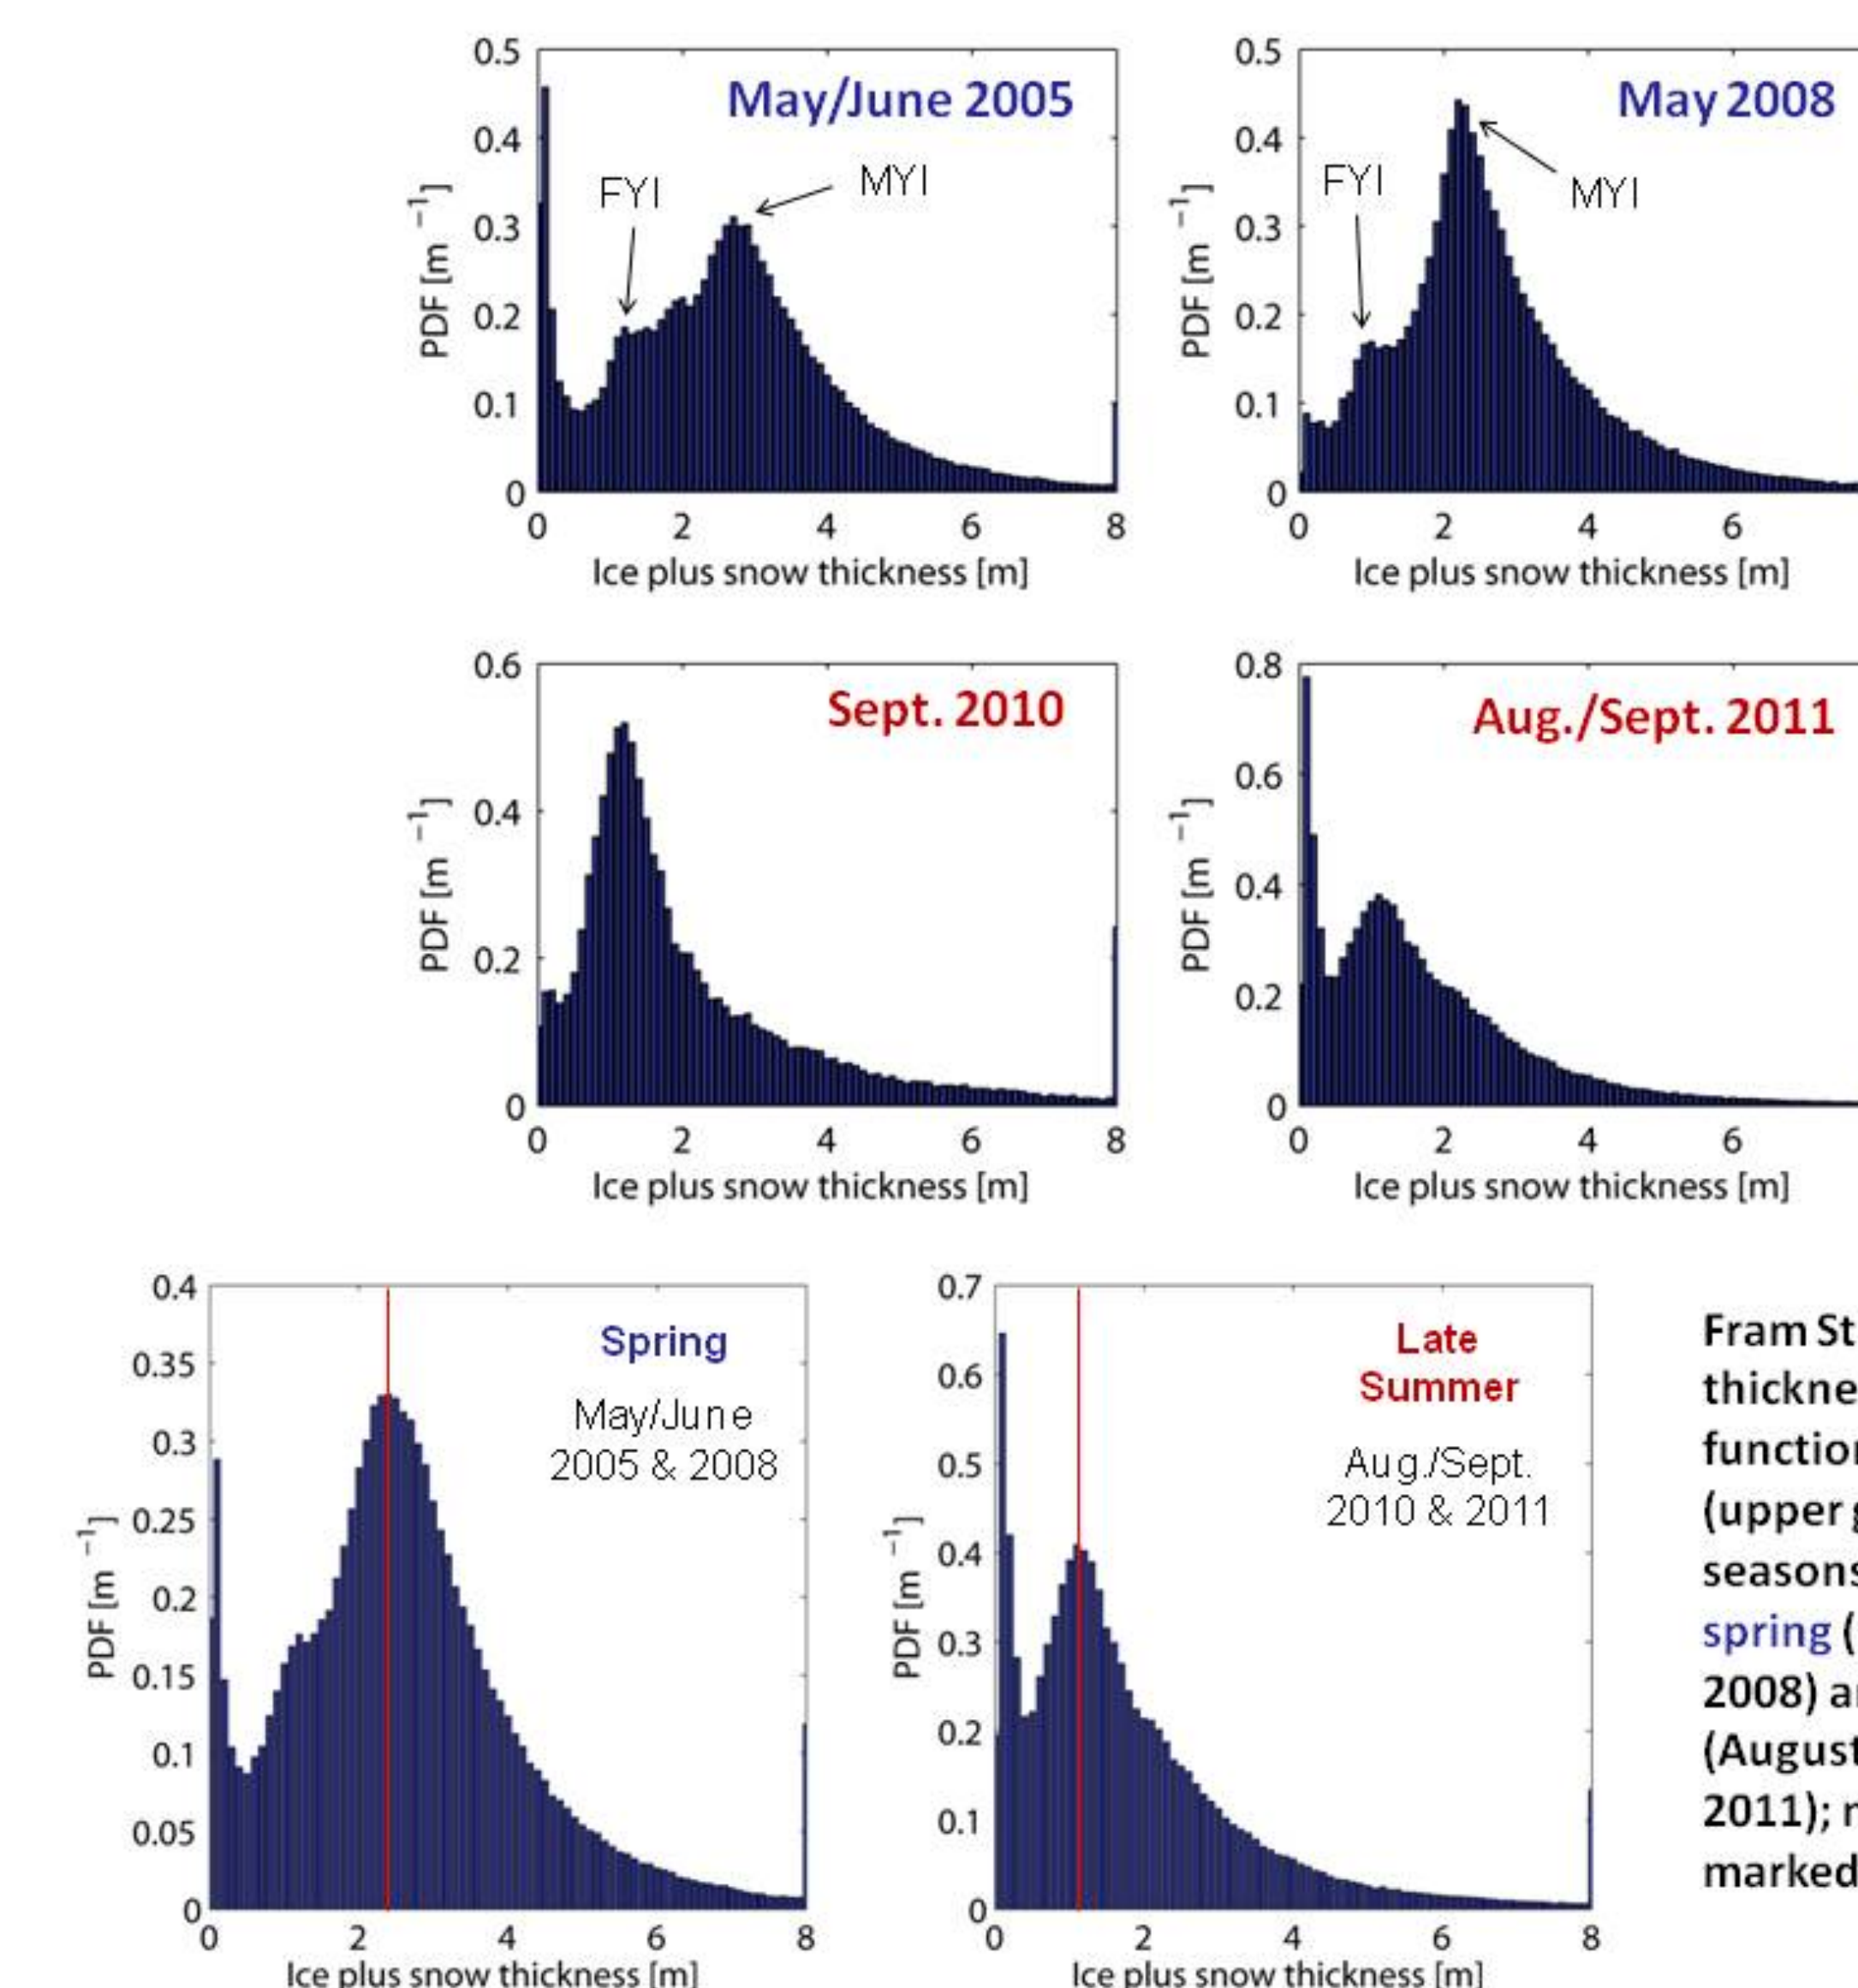 May/June 2005
FYI
MYI
0.5
0.4
0.3
0.2
0.1
0
PDF [m⁻¹]
0 2 4 6 8
Ice plus snow thickness [m]
May 2008
FYI
MYI
0.5
0.4
0.3
0.2
0.1
0
PDF [m⁻¹]
0 2 4 6
Ice plus snow thickness [m]
Sept. 2010
0.6
0.4
0.2
0
PDF [m⁻¹]
0 2 4 6 8
Ice plus snow thickness [m]
Aug./Sept. 2011
0.8
0.6
0.4
0.2
0
PDF [m⁻¹]
0 2 4 6
Ice plus snow thickness [m]
Spring
May/June
2005 & 2008
0.4
0.35
0.3
0.25
0.2
0.15
0.1
0.05
0
PDF [m⁻¹]
0 2 4 6 8
Ice plus snow thickness [m]
Late
Summer
Aug./Sept.
2010 & 2011
0.7
0.6
0.5
0.4
0.3
0.2
0.1
0
PDF [m⁻¹]
0 2 4 6 8
Ice plus snow thickness [m]
Fram
(upper
seasons
spring (
2008)
(August
2011);
marked